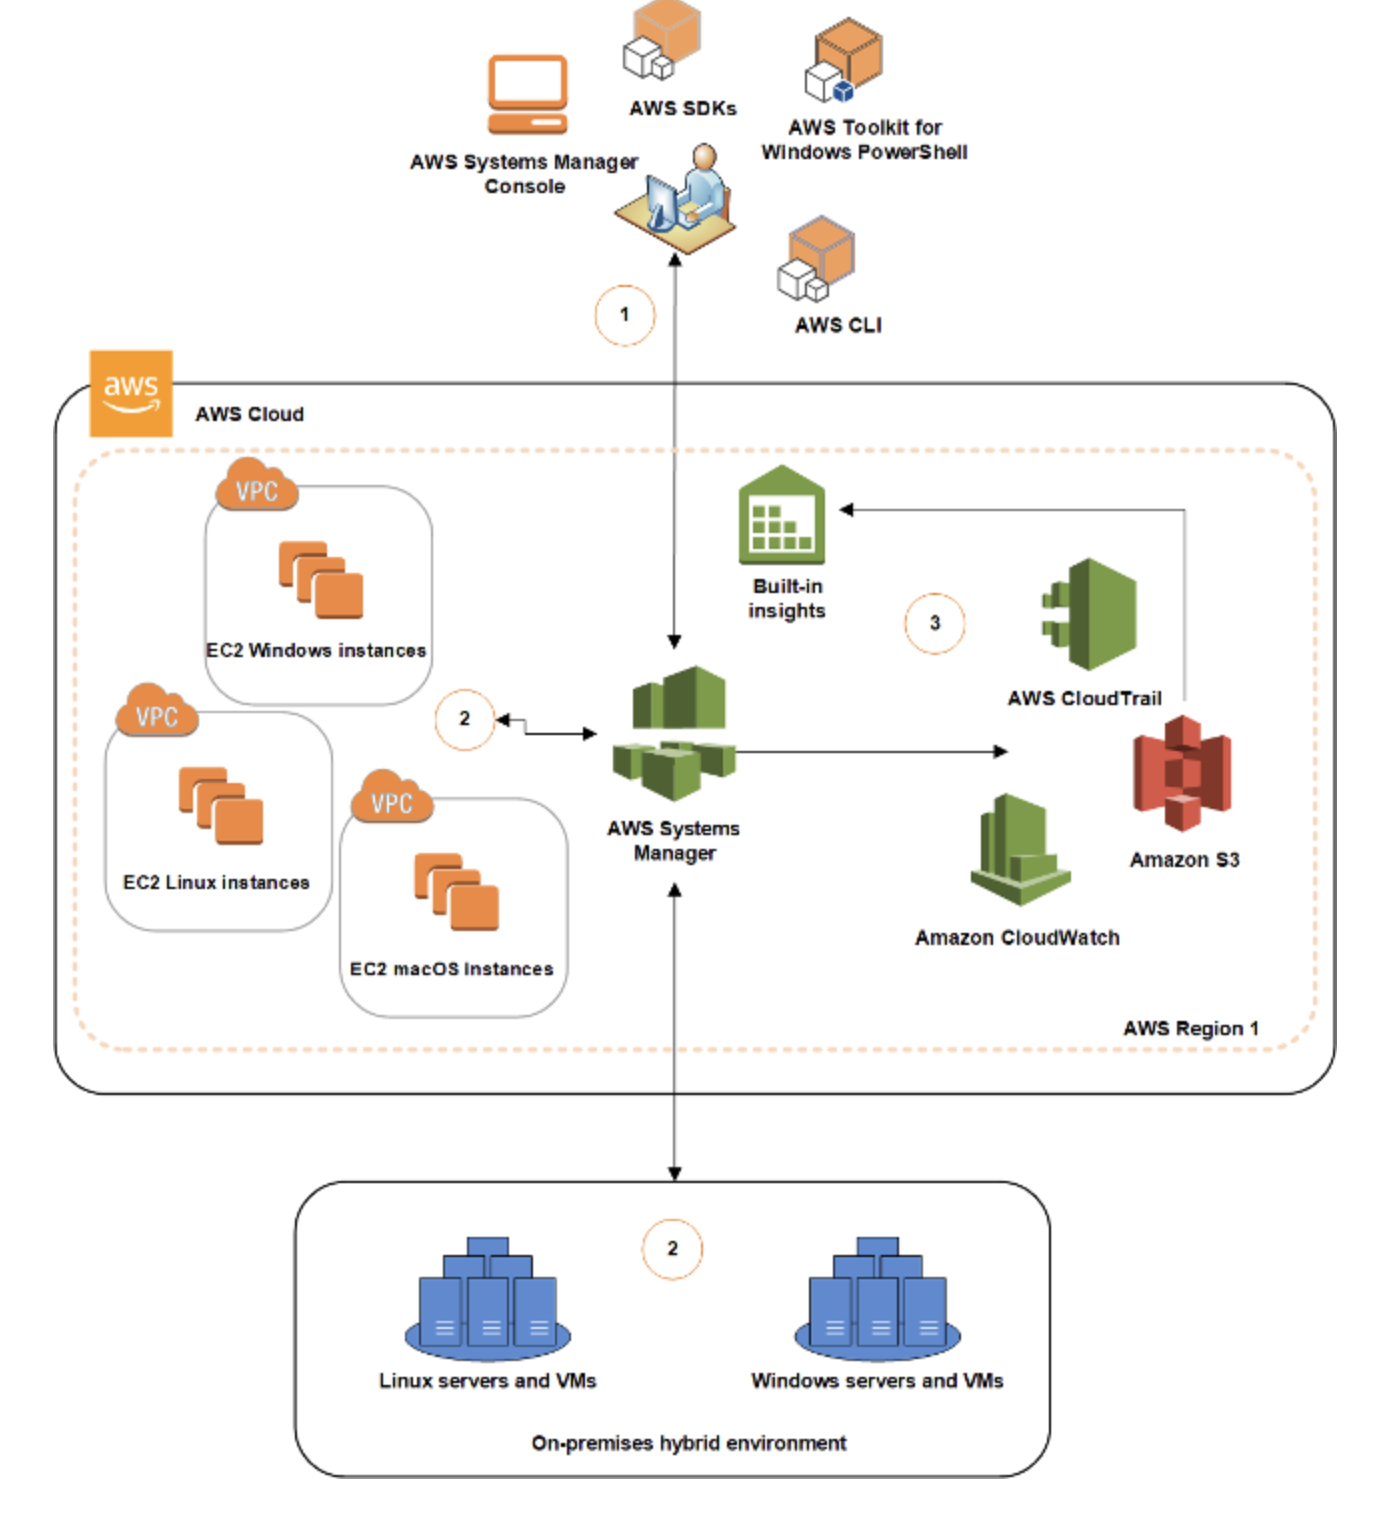 AWS SDKs
AWS Toolkit for
Windows PowerShell
AWS Systems Manager
Console
AWS CLI
1
aws
AWS Cloud
VPC
EC2 Windows instances
Built-in
insights
3
AWS CloudTrail
VPC
EC2 Linux instances
2
VPC
EC2 macOS instances
AWS Systems
Manager
Amazon S3
Amazon CloudWatch
AWS Region 1
2
Linux servers and VMs
Windows servers and VMs
On-premises hybrid environment